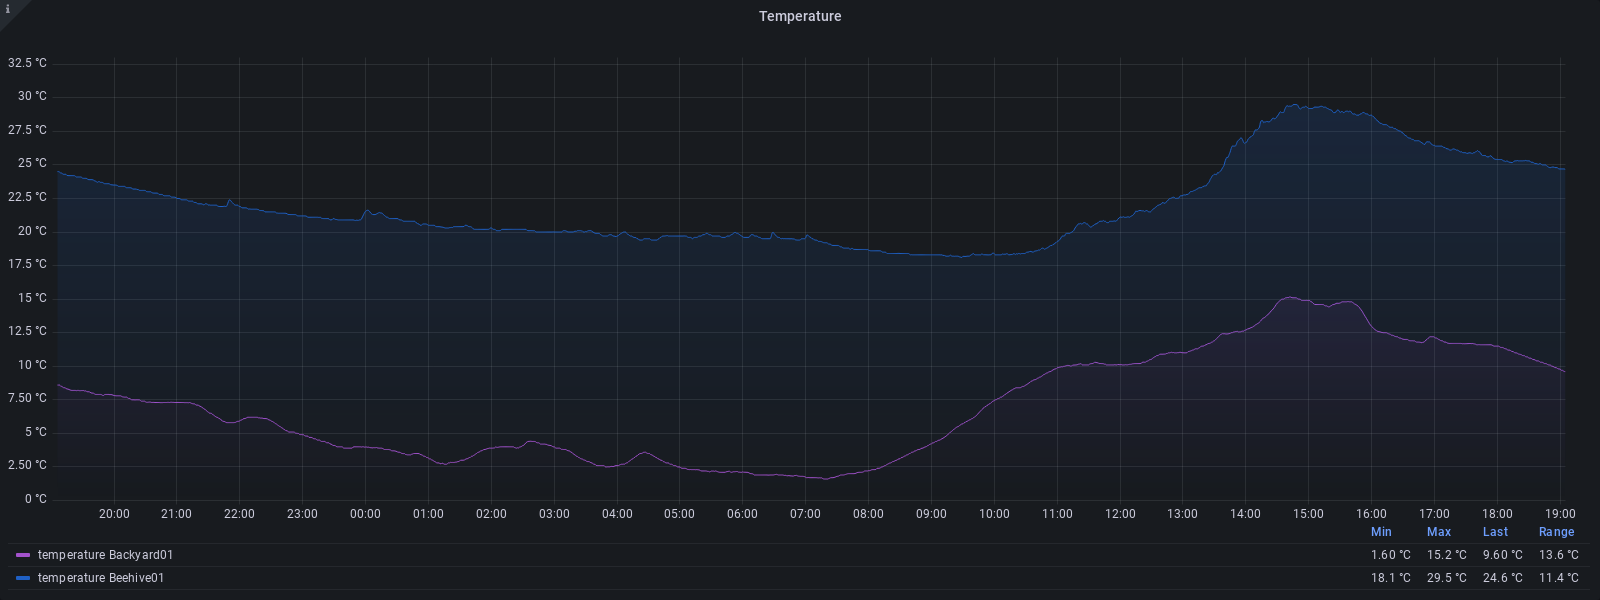 i
Temperature
32.5 °C
30 °C
27.5 °C
25 °C
22.5 °C
20 °C
17.5 °C
15 °C
12.5 °C
10 °C
7.50 °C
5 °C
2.50 °C
0 °C
20:00 21:00 22:00 23:00 00:00 01:00 02:00 03:00 04:00 05:00 06:00 07:00 08:00 09:00 10:00 11:00 12:00 13:00 14:00 15:00 16:00 17:00 18:00 19:00
Min Max Last Range
temperature Backyard01 1.60 °C 15.2 °C 9.60 °C 13.6 °C
temperature Beehive01 18.1 °C 29.5 °C 24.6 °C 11.4 °C